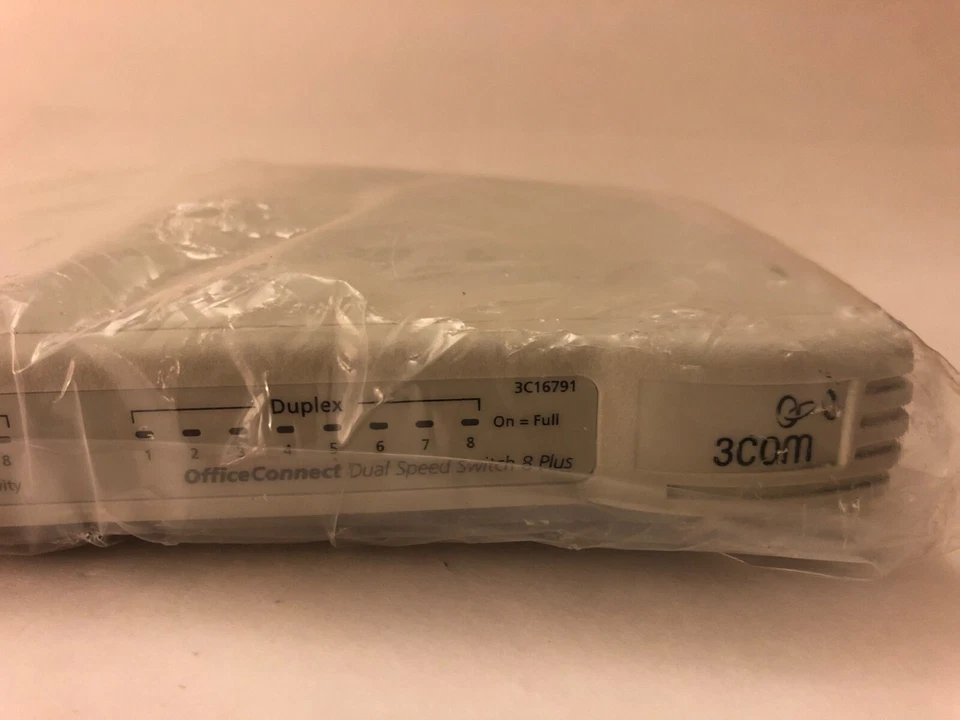 3C16791
Duplex
On = Full
1 2 3 4 5 6 7 8
8
OfficeConnect Dual Speed Switch 8 Plus
vity
3COM